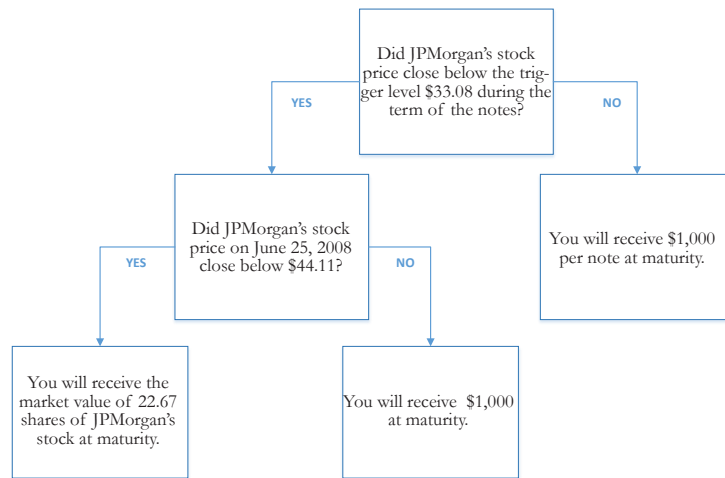 Did JPMorgan's stock
price close below the trig-
ger level $33.08 during the
term of the notes?
YES
NO
Did JPMorgan's stock
price on June 25, 2008
close below $44.11?
You will receive $1,000
per note at maturity.
YES
NO
You will receive the
market value of 22.67
shares of JPMorgan's
stock at maturity.
You will receive $1,000
at maturity.